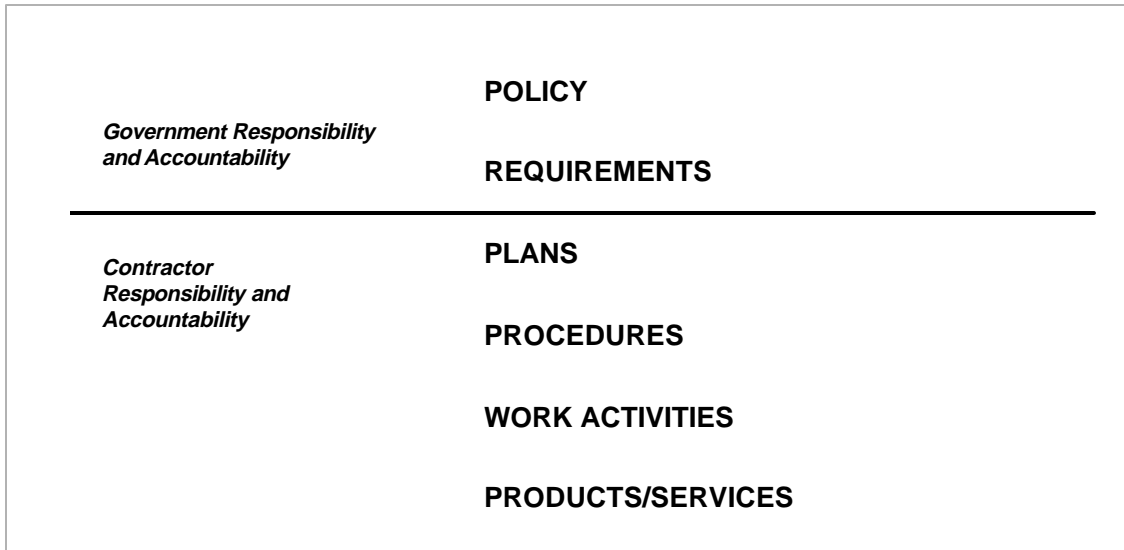 POLICY
Government Responsibility
and Accountability
REQUIREMENTS
PLANS
Contractor
Responsibility and
Accountability
PROCEDURES
WORK ACTIVITIES
PRODUCTS/SERVICES